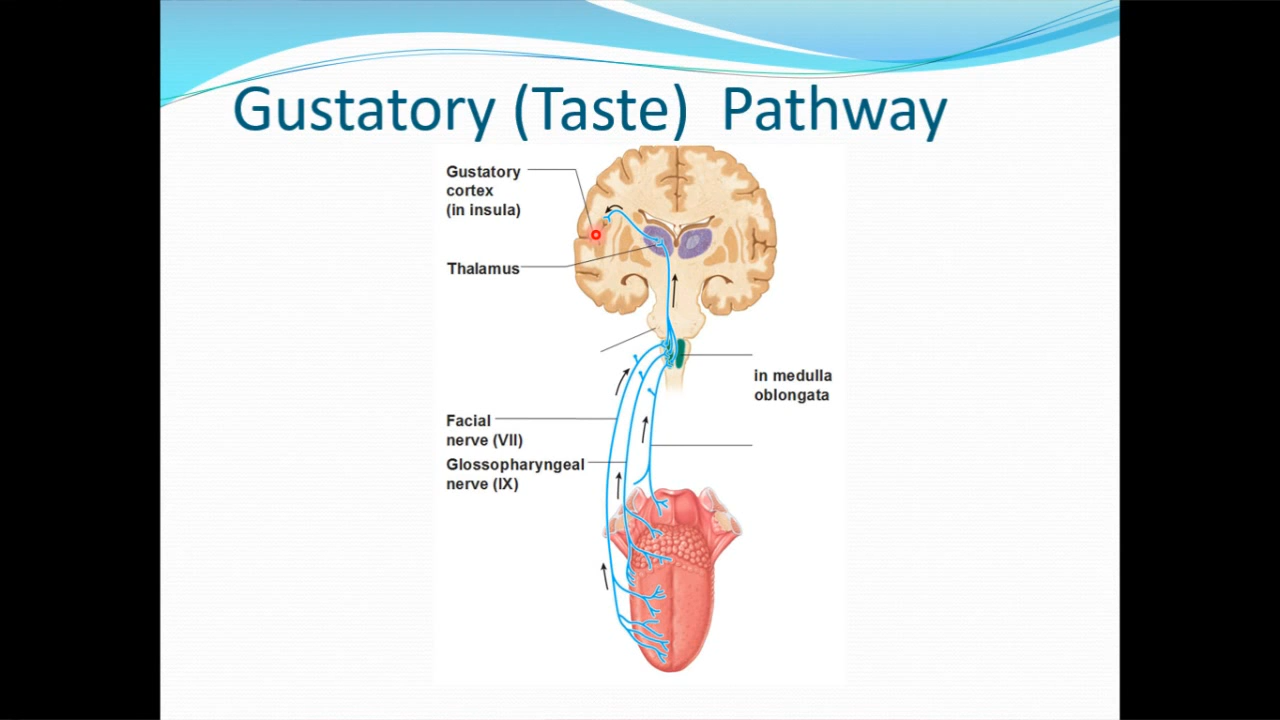 Gustatory (Taste) Pathway
Gustatory
cortex
(in insula)
Thalamus
in medulla
oblongata
Facial
nerve (VII)
Glossopharyngeal
nerve (IX)